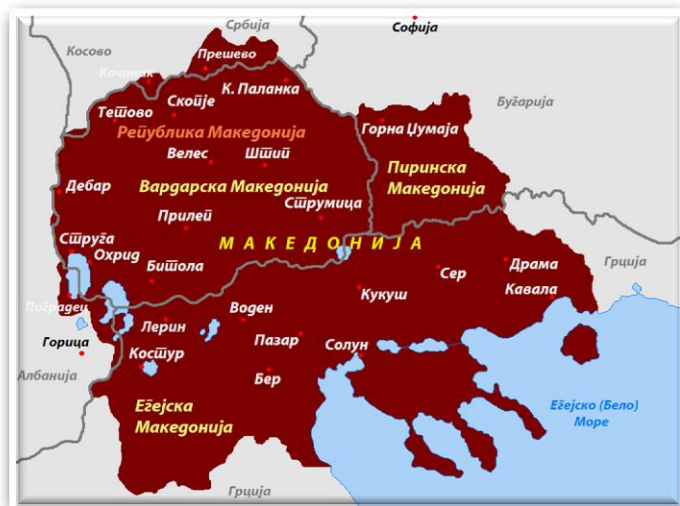 Србија
Софија
Косово
Прешево
Качаник
К. Паланка
Скопје
Тетово
Бугарија
Горна Џумаја
Република Македонија
Велес
Штип
Пиринска
Македонија
Дебар
Вардарска Македонија
Струмица
Прилеп
МАКЕДОНИЈА
Струга
Охрид
Битола
Сер
Драма
Грција
Кукуш
Кавала
Поградец
Воден
Лерин
Пазар
Солун
Горица
Костур
Албанија
Бер
Егејска
Македонија
Егејско (Бело)
Море
Грција